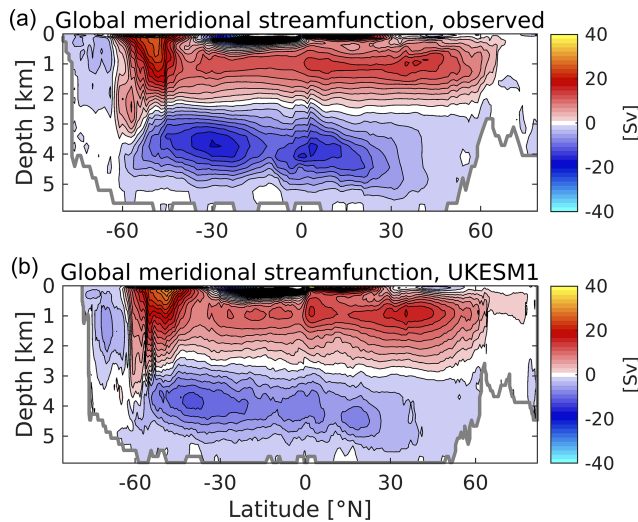 (a) Global meridional streamfunction, observed
0
1
2
3
4
5
Depth [km]
-60 -30 0 30 60
40
20
0
-20
-40
[Sv]
(b) Global meridional streamfunction, UKESM1
0
1
2
3
4
5
Depth [km]
-60 -30 0 30 60
Latitude [°N]
40
20
0
-20
-40
[Sv]